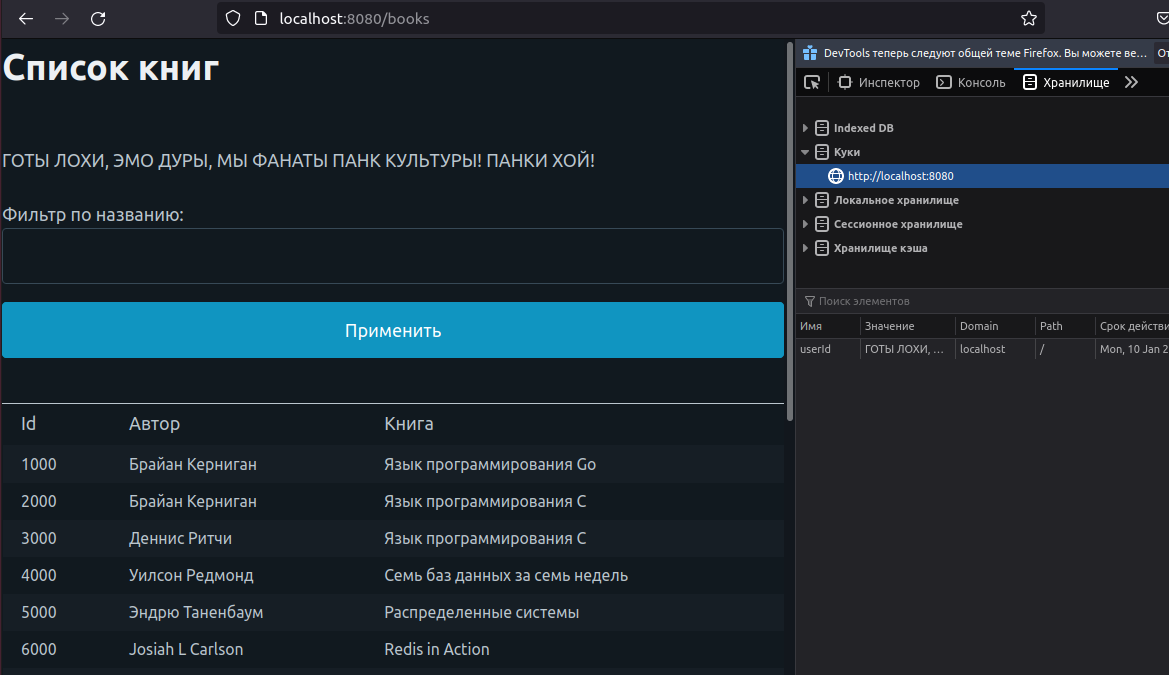 localhost:8080/books
Список книг
ГОТЫ ЛОХИ, ЭМО ДУРЫ, МЫ ФАНАТЫ ПАНК КУЛЬТУРЫ! ПАНКИ ХОЙ!
Фильтр по названию:
Применить
Id Автор Книга
1000 Брайан Керниган Язык программирования Go
2000 Брайан Керниган Язык программирования C
3000 Деннис Ритчи Язык программирования C
4000 Уилсон Редмонд Семь баз данных за семь недель
5000 Эндрю Таненбаум Распределенные системы
6000 Josiah L Carlson Redis in Action
DevTools теперь следуют общей теме Firefox. Вы можете ве... От
Инспектор Консоль Хранилище
Indexed DB
Куки
http://localhost:8080
Локальное хранилище
Сессионное хранилище
Хранилище кэша
Поиск элементов
Имя Значение Domain Path Срок действи
userId ГОТЫ ЛОХИ, ... localhost / Mon, 10 Jan 2